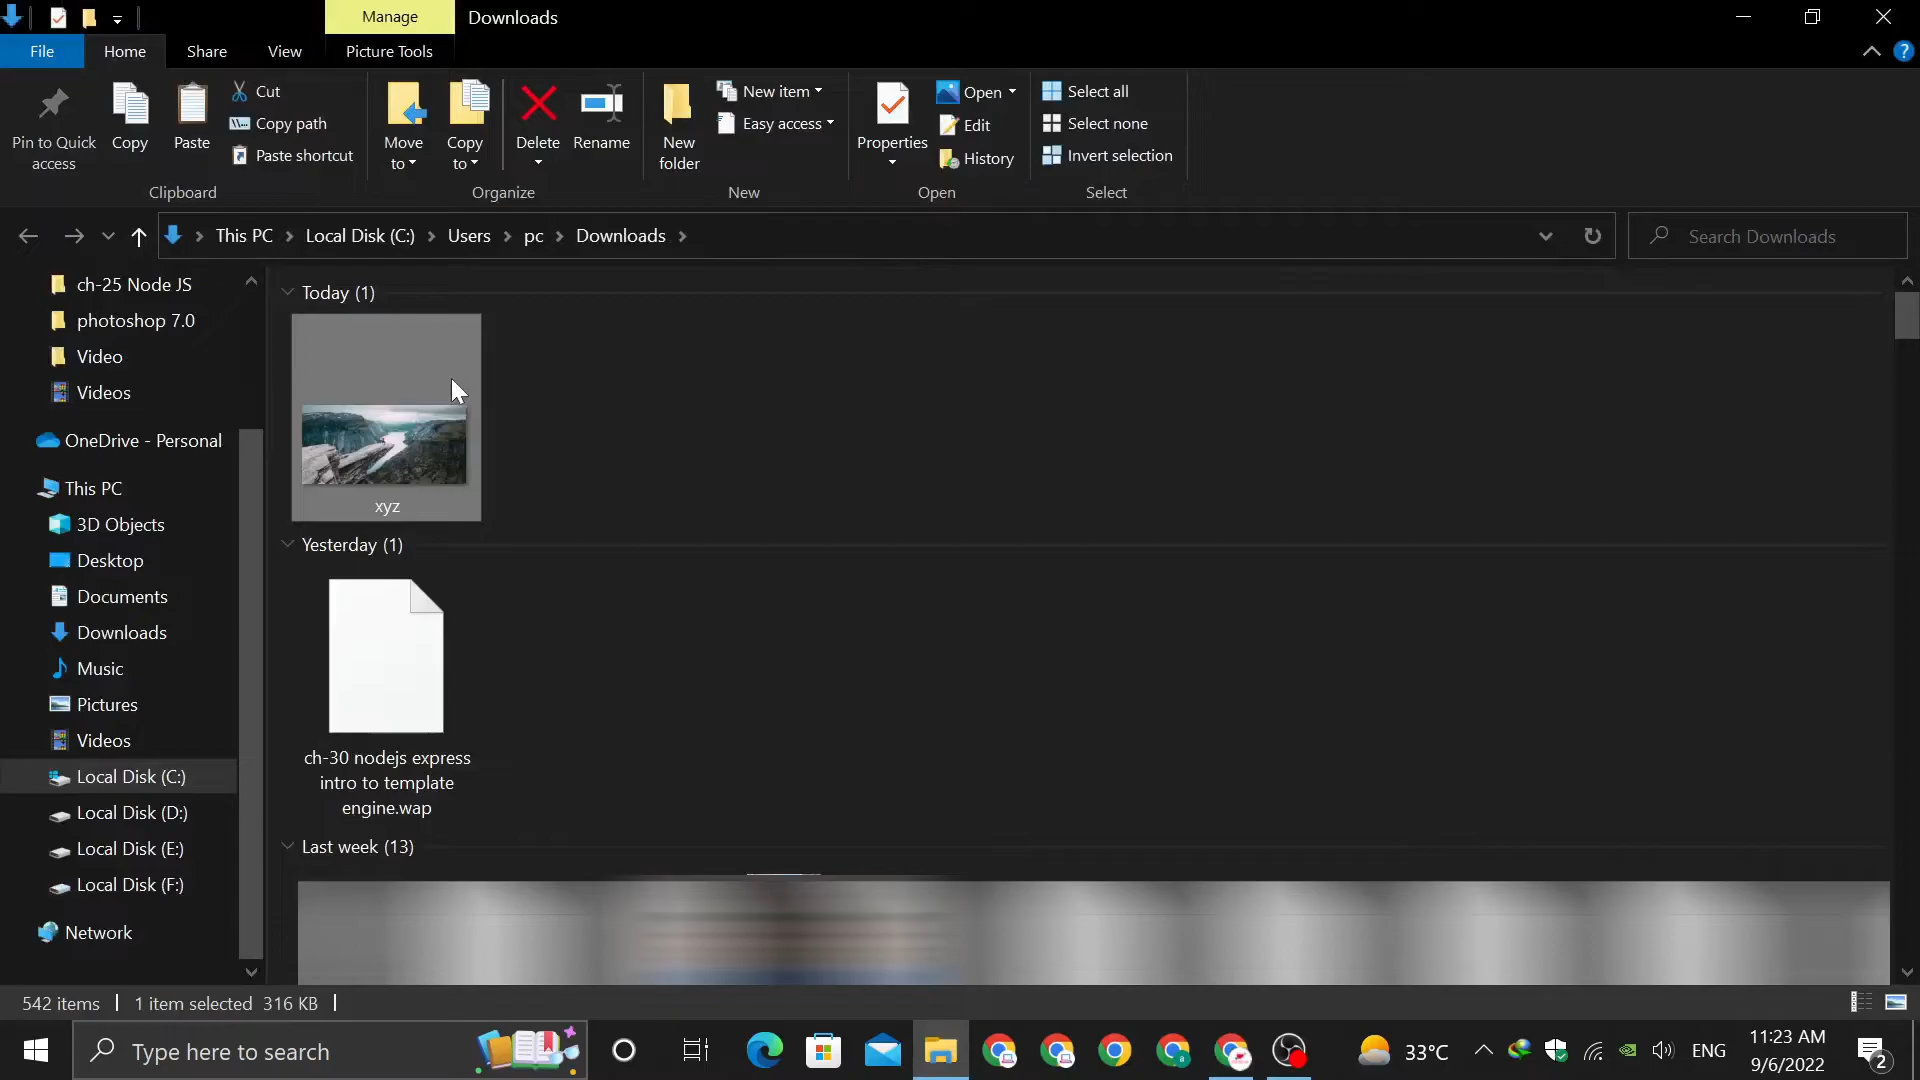 Manage
Downloads
File
Home
Share
View
Picture Tools
Pin to Quick access
Copy
Paste
Cut
Copy path
Paste shortcut
Clipboard
Move to
Copy to
Delete
Rename
Organize
New folder
New item
Easy access
New
Properties
Open
Edit
History
Open
Select all
Select none
Invert selection
Select
This PC
Local Disk (C:)
Users
pc
Downloads
Search Downloads
ch-25 Node JS
photoshop 7.0
Video
Videos
OneDrive - Personal
This PC
3D Objects
Desktop
Documents
Downloads
Music
Pictures
Videos
Local Disk (C:)
Local Disk (D:)
Local Disk (E:)
Local Disk (F:)
Network
Today (1)
xyz
Yesterday (1)
ch-30 nodejs express
intro to template
engine.wap
Last week (13)
542 items
1 item selected 316 KB
Type here to search
33°C
ENG
11:23 AM
9/6/2022
2